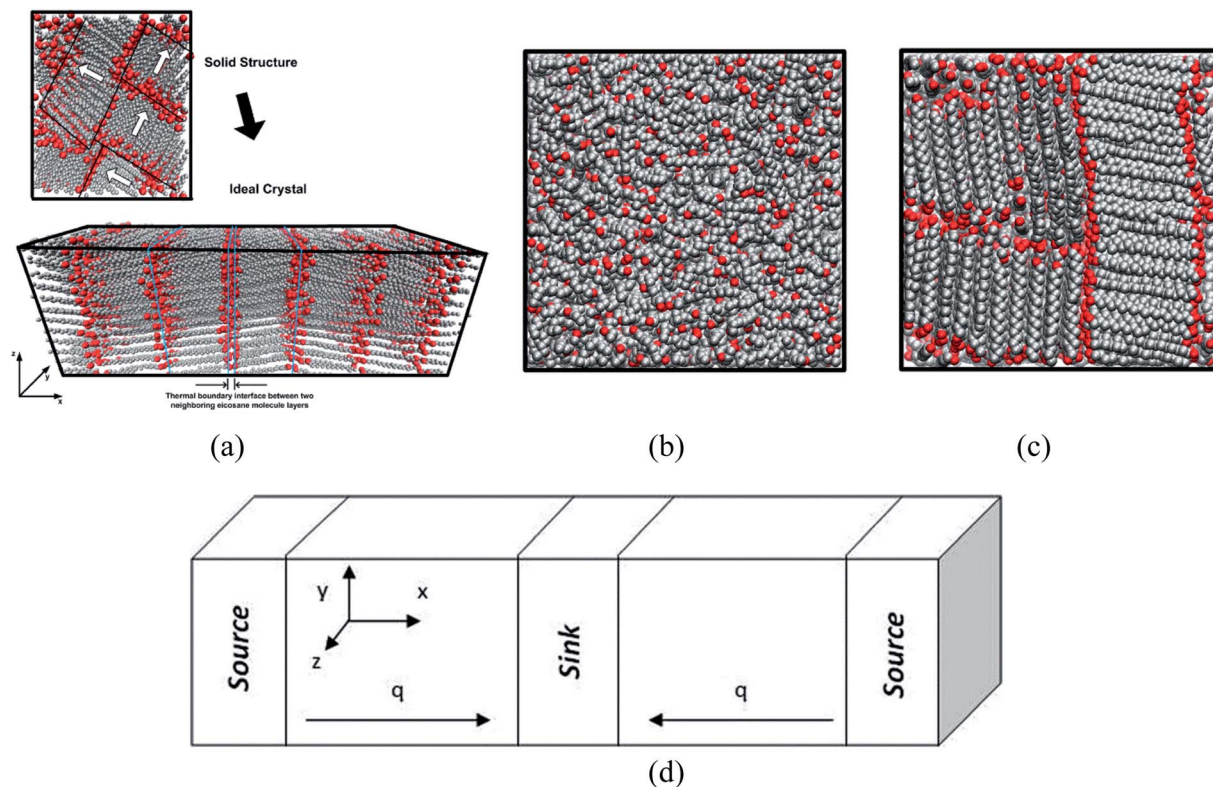 Solid Structure
Ideal Crystal
z
y
x
Thermal boundary interface between two
neighboring eicosane molecule layers
(a)
(b)
(c)
Source
y
x
z
q
Sink
q
Source
(d)